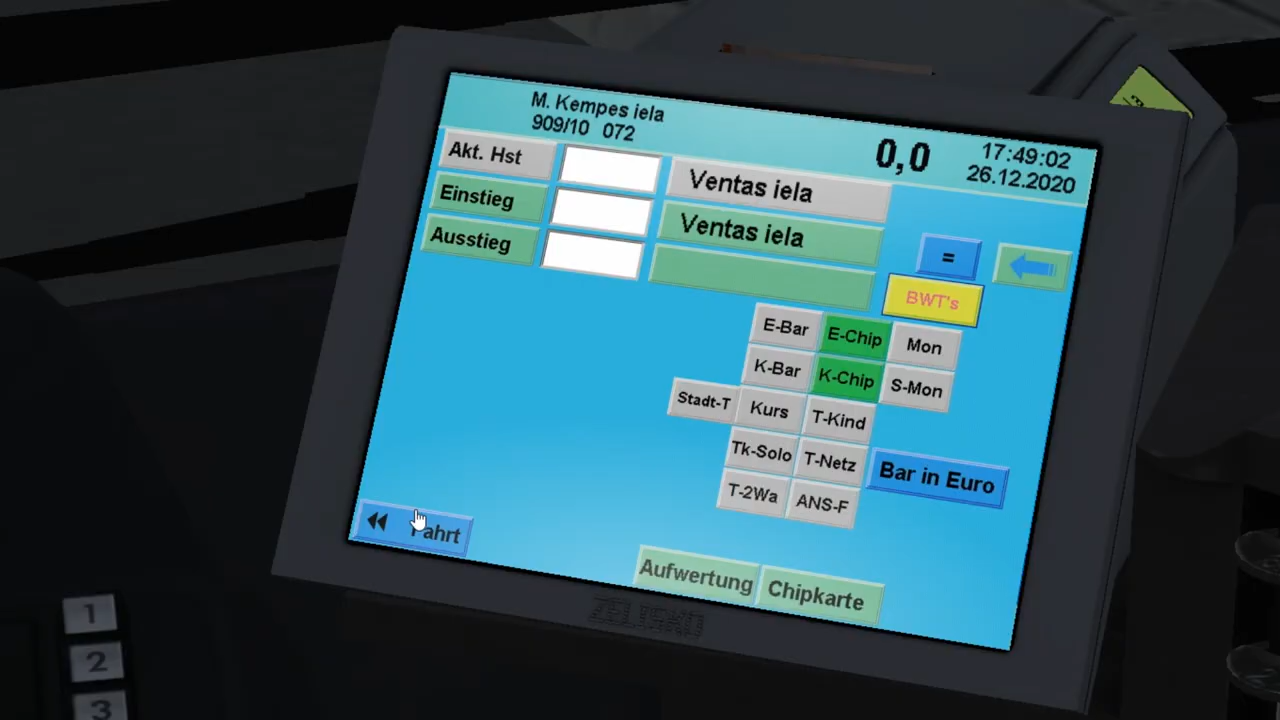 M. Kempes iela
909/10 072
0,0
17:49:02
26.12.2020
Akt. Hst
Ventas iela
Einstieg
Ventas iela
Ausstieg
=
BWT's
E-Bar E-Chip Mon
K-Bar K-Chip S-Mon
Stadt-T Kurs T-Kind
Tk-Solo T-Netz
Bar in Euro
T-2Wa ANS-F
Fahrt
Aufwertung Chipkarte
ZELISKO
1
2
3